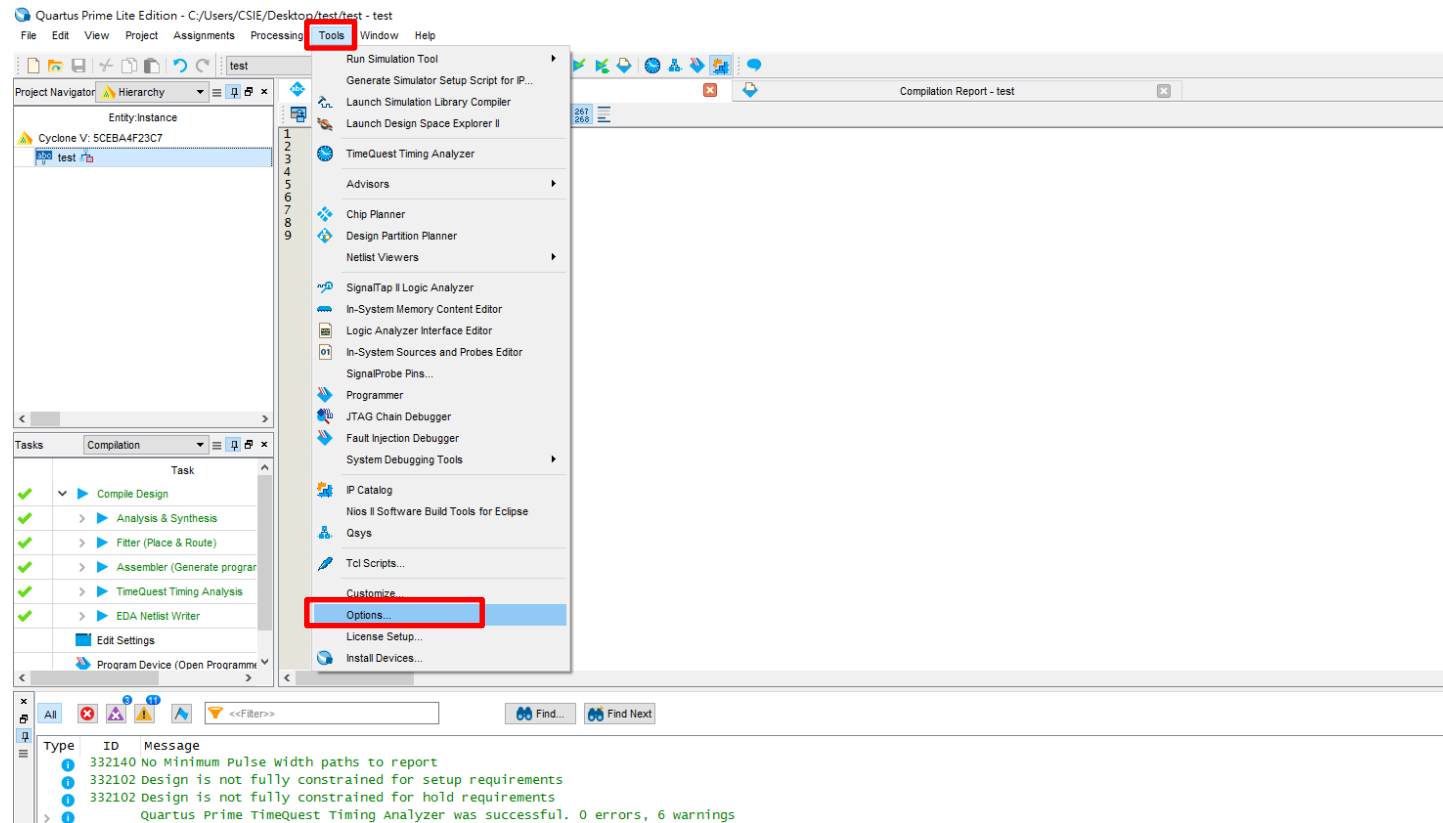 Quartus Prime Lite Edition - C:/Users/CSIE/Desktop/test/test - test
File Edit View Project Assignments Processing Tools Window Help
test
Project Navigator Hierarchy
Entity:Instance
Cyclone V: 5CEBA4F23C7
abc test
Run Simulation Tool
Generate Simulator Setup Script for IP...
Launch Simulation Library Compiler
Launch Design Space Explorer II
TimeQuest Timing Analyzer
Advisors
Chip Planner
Design Partition Planner
Netlist Viewers
SignalTap II Logic Analyzer
In-System Memory Content Editor
Logic Analyzer Interface Editor
In-System Sources and Probes Editor
SignalProbe Pins...
Programmer
JTAG Chain Debugger
Fault Injection Debugger
System Debugging Tools
IP Catalog
Nios II Software Build Tools for Eclipse
Qsys
Tcl Scripts...
Customize...
Options...
License Setup...
Install Devices...
abc
Compilation Report - test
267
268
1
2
3
4
5
6
7
8
9
Tasks Compilation
Task
Compile Design
Analysis & Synthesis
Fitter (Place & Route)
Assembler (Generate prograr
TimeQuest Timing Analysis
EDA Netlist Writer
Edit Settings
Program Device (Open Programme
All 3 11 <<Filter>> Find... Find Next
Type ID Message
332140 No Minimum Pulse Width paths to report
332102 Design is not fully constrained for setup requirements
332102 Design is not fully constrained for hold requirements
Quartus Prime TimeQuest Timing Analyzer was successful. 0 errors, 6 warnings